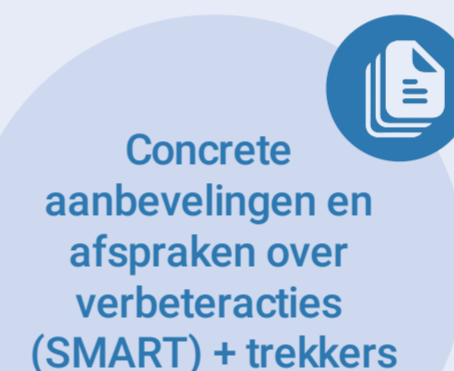 Concrete
aanbevelingen en
afspraken over
verbeteracties
(SMART) + trekkers